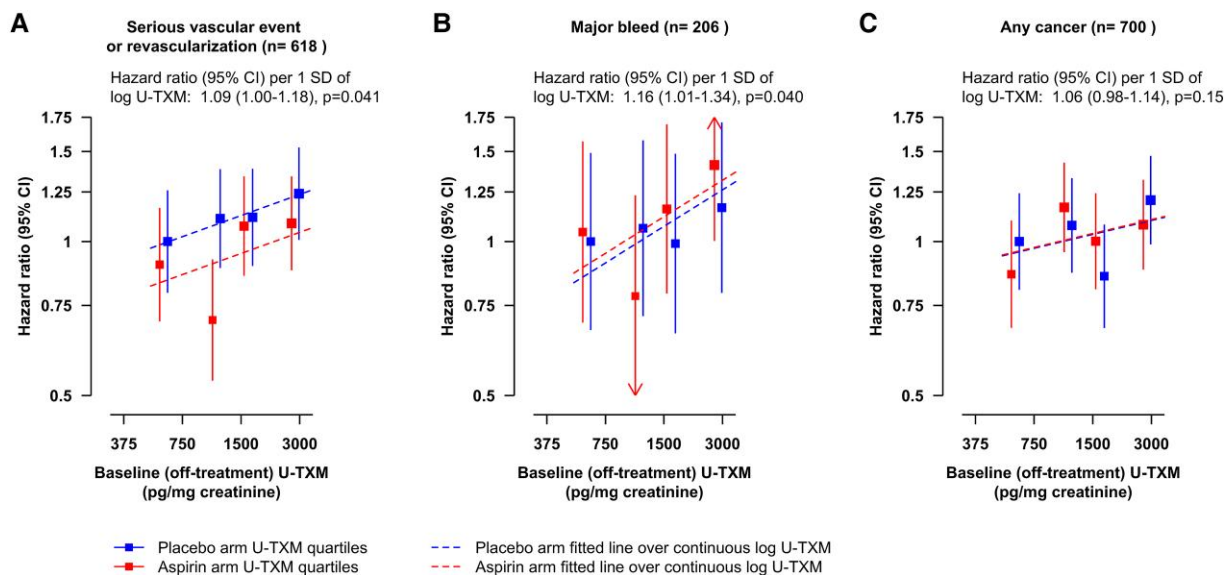 A
Serious vascular event
or revascularization (n= 618 )
Hazard ratio (95% CI) per 1 SD of
log U-TXM:  1.09 (1.00-1.18), p=0.041
Hazard ratio (95% CI)
1.75
1.5
1.25
1
0.75
0.5
375 750 1500 3000
Baseline (off-treatment) U-TXM
(pg/mg creatinine)
B
Major bleed (n= 206 )
Hazard ratio (95% CI) per 1 SD of
log U-TXM:  1.16 (1.01-1.34), p=0.040
Hazard ratio (95% CI)
1.75
1.5
1.25
1
0.75
0.5
375 750 1500 3000
Baseline (off-treatment) U-TXM
(pg/mg creatinine)
C
Any cancer (n= 700 )
Hazard ratio (95% CI) per 1 SD of
log U-TXM:  1.06 (0.98-1.14), p=0.15
Hazard ratio (95% CI)
1.75
1.5
1.25
1
0.75
0.5
375 750 1500 3000
Baseline (off-treatment) U-TXM
(pg/mg creatinine)
Placebo arm U-TXM quartiles
Aspirin arm U-TXM quartiles
Placebo arm fitted line over continuous log U-TXM
Aspirin arm fitted line over continuous log U-TXM